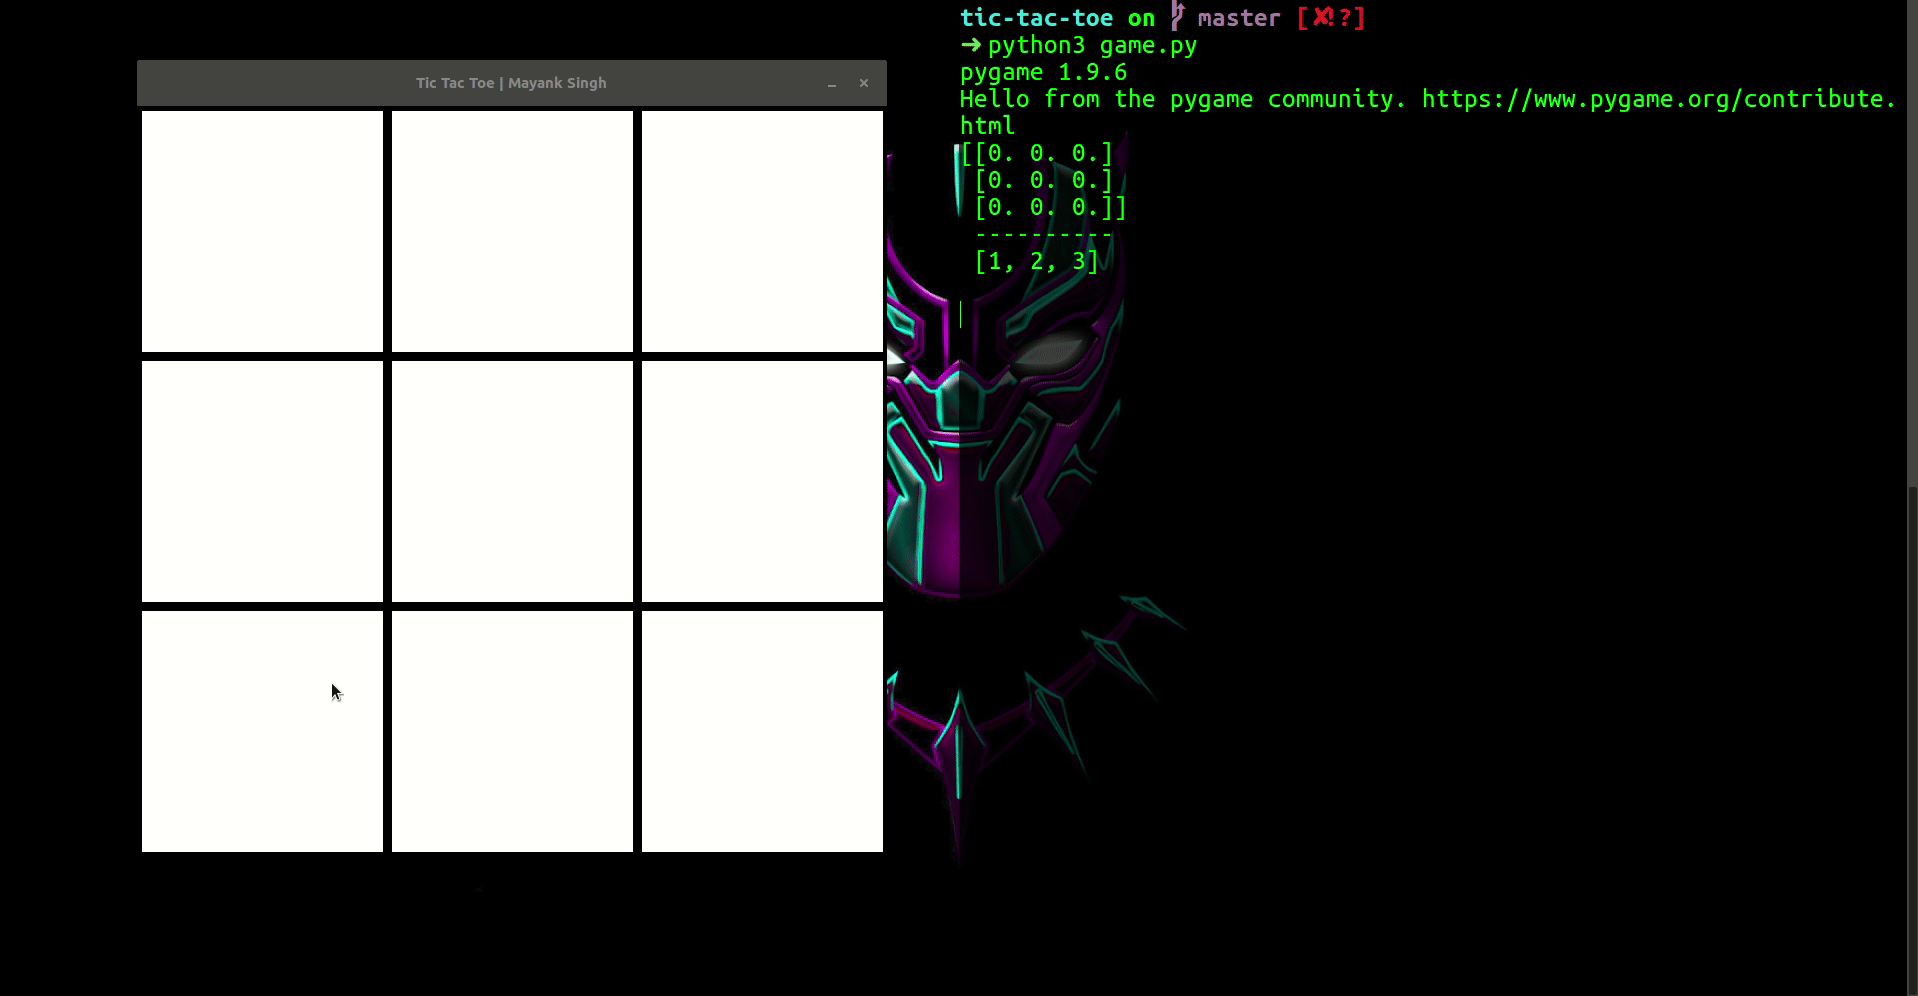 Tic Tac Toe | Mayank Singh
tic-tac-toe on master [✘!?]
➜ python3 game.py
pygame 1.9.6
Hello from the pygame community. https://www.pygame.org/contribute.
html
[[0. 0. 0.]
[0. 0. 0.]
[0. 0. 0.]]
----------
[1, 2, 3]